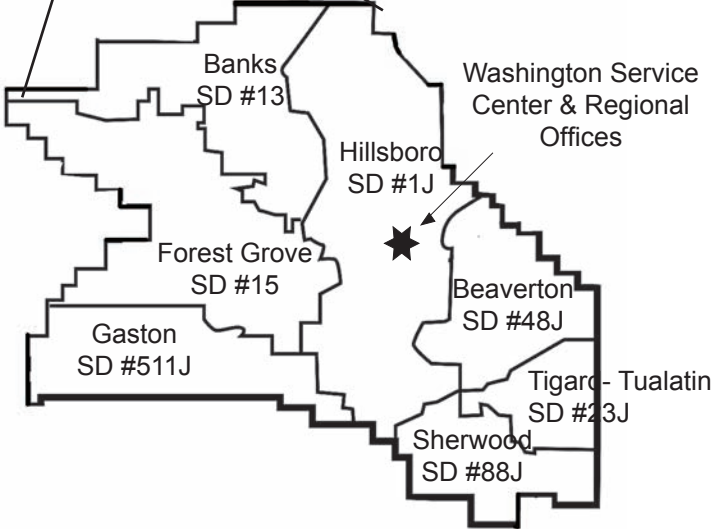 Banks
SD #13
Washington Service
Center & Regional
Offices
Hillsboro
SD #1J
Forest Grove
SD #15
Beaverton
SD #48J
Gaston
SD #511J
Tigard- Tualatin
SD #23J
Sherwood
SD #88J